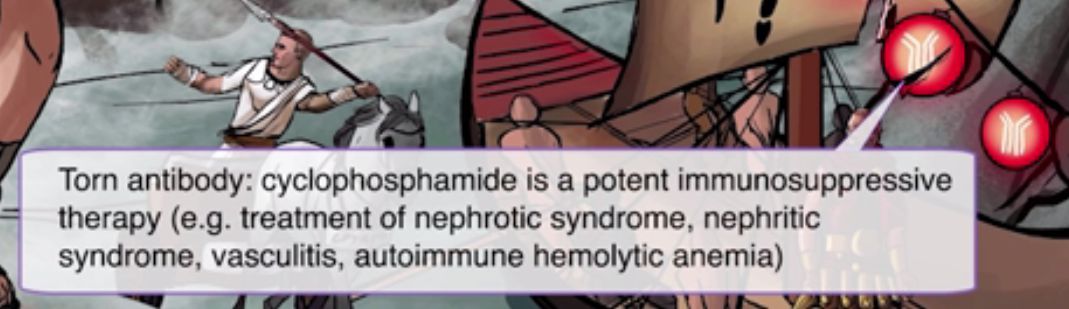 Torn antibody: cyclophosphamide is a potent immunosuppressive
therapy (e.g. treatment of nephrotic syndrome, nephritic
syndrome, vasculitis, autoimmune hemolytic anemia)